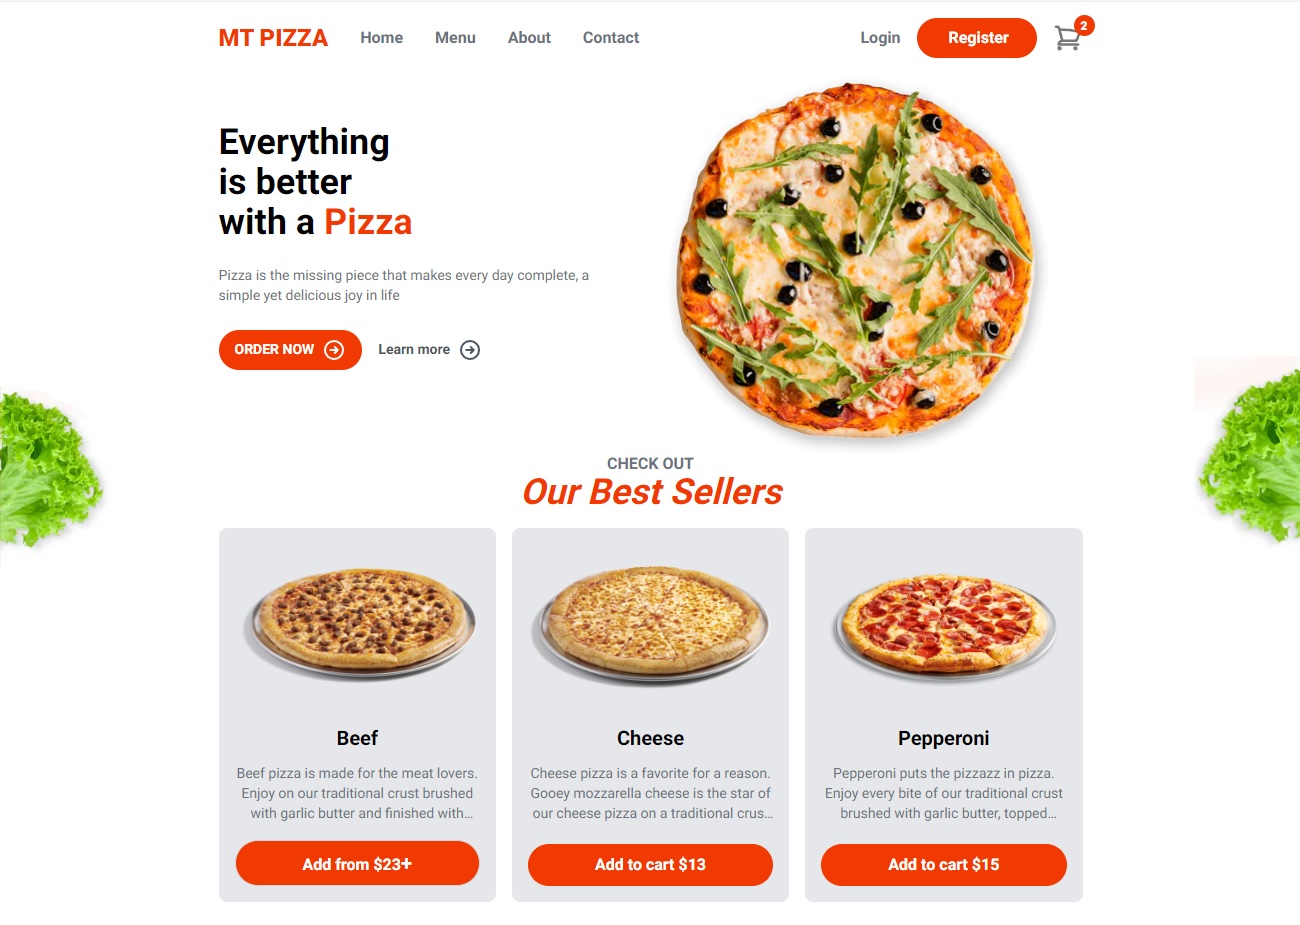 MT PIZZA Home Menu About Contact Login Register 2
Everything
is better
with a Pizza
Pizza is the missing piece that makes every day complete, a
simple yet delicious joy in life
ORDER NOW Learn more
CHECK OUT
Our Best Sellers
Beef
Beef pizza is made for the meat lovers.
Enjoy on our traditional crust brushed
with garlic butter and finished with...
Add from $23+
Cheese
Cheese pizza is a favorite for a reason.
Gooey mozzarella cheese is the star of
our cheese pizza on a traditional crus...
Add to cart $13
Pepperoni
Pepperoni puts the pizzazz in pizza.
Enjoy every bite of our traditional crust
brushed with garlic butter, topped...
Add to cart $15